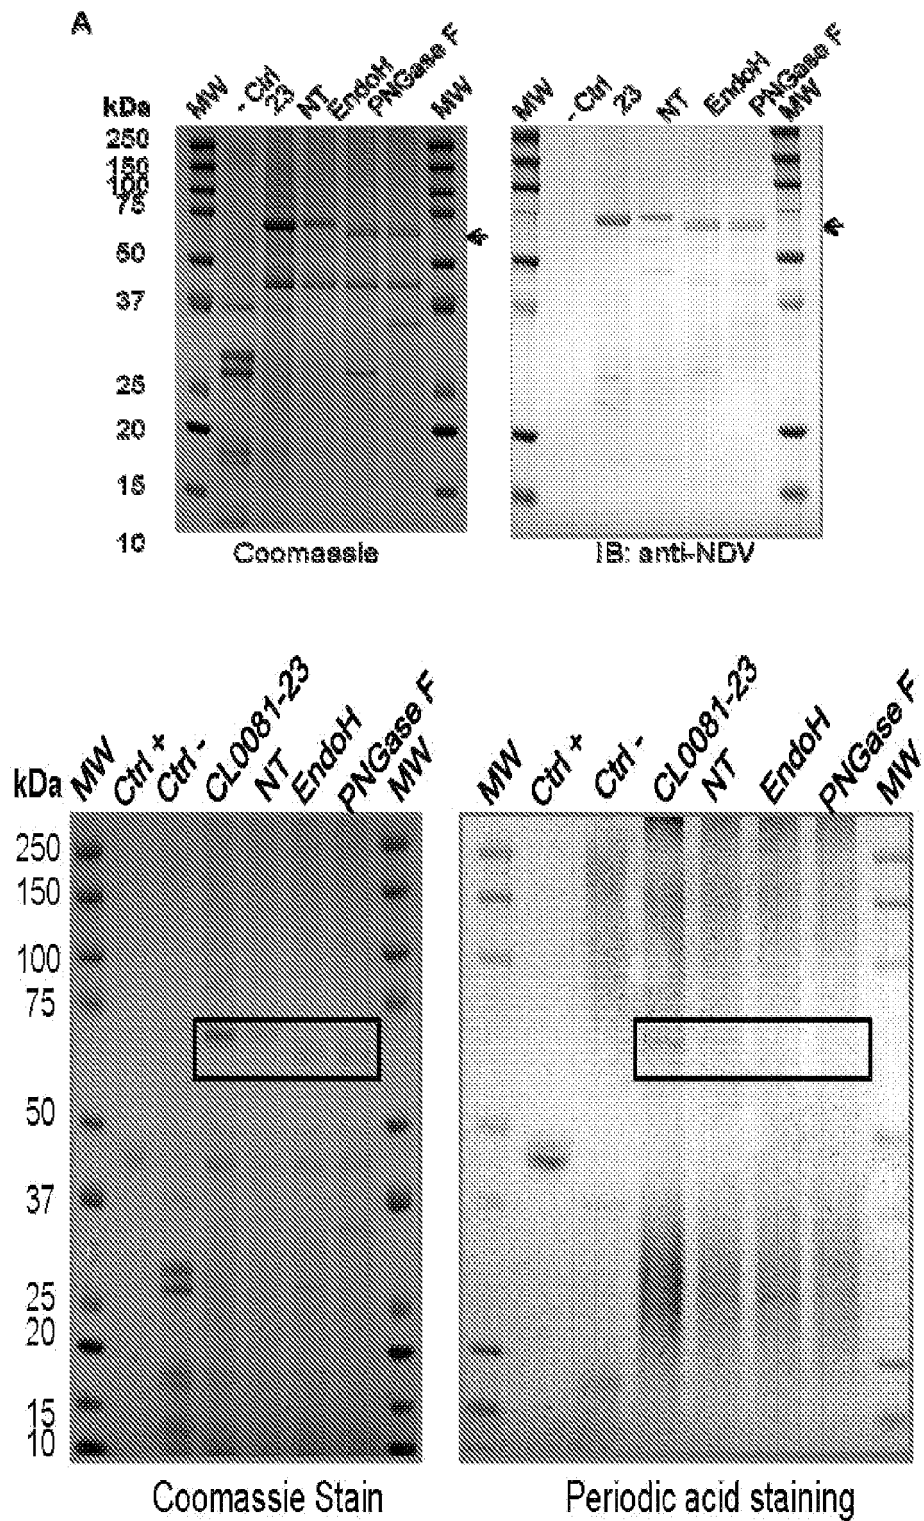 A
kDa MW - Ctrl 23 NT EndoH PNGase F MW
MW - Ctrl 23 NT EndoH PNGase F MW
250
150
100
75
50
37
25
20
15
10
Coomassie
IB: anti-NDV
kDa MW Ctrl + Ctrl - CL0081-23 NT EndoH PNGase F MW
MW Ctrl + Ctrl - CL0081-23 NT EndoH PNGase F MW
250
150
100
75
50
37
25
20
15
10
Coomassie Stain
Periodic acid staining